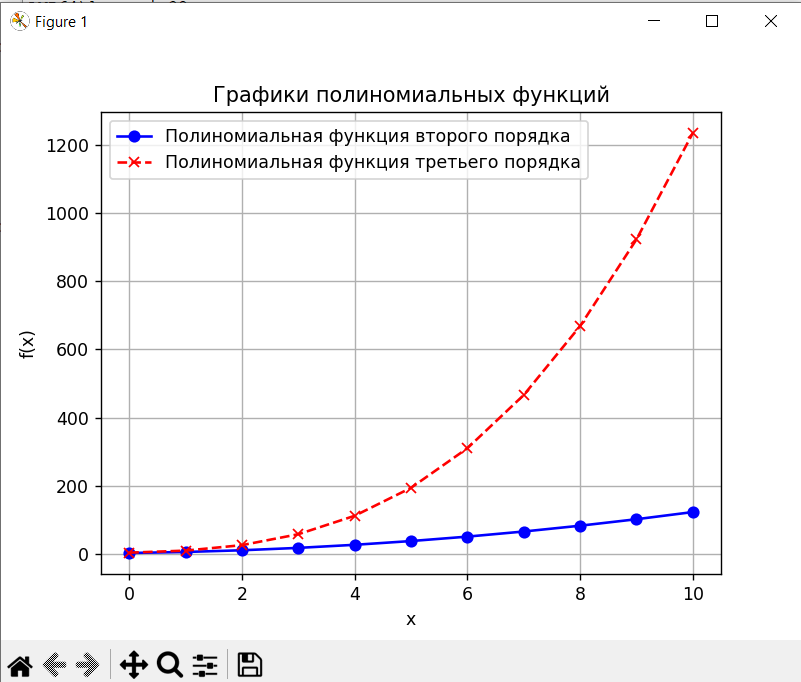 Figure 1
Графики полиномиальных функций
Полиномиальная функция второго порядка
Полиномиальная функция третьего порядка
1200
1000
800
600
400
200
0
f(x)
0 2 4 6 8 10
x